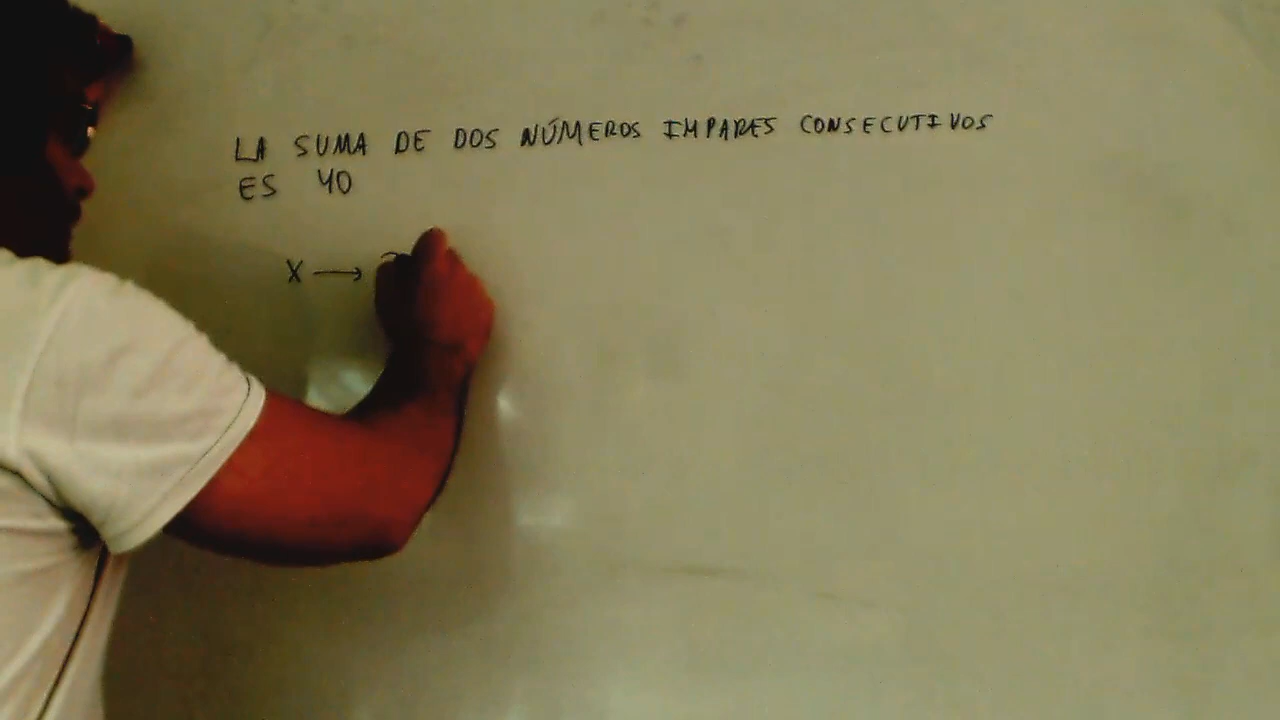 LA SUMA DE DOS NÚMEROS IMPARES CONSECUTIVOS
ES 40
X →